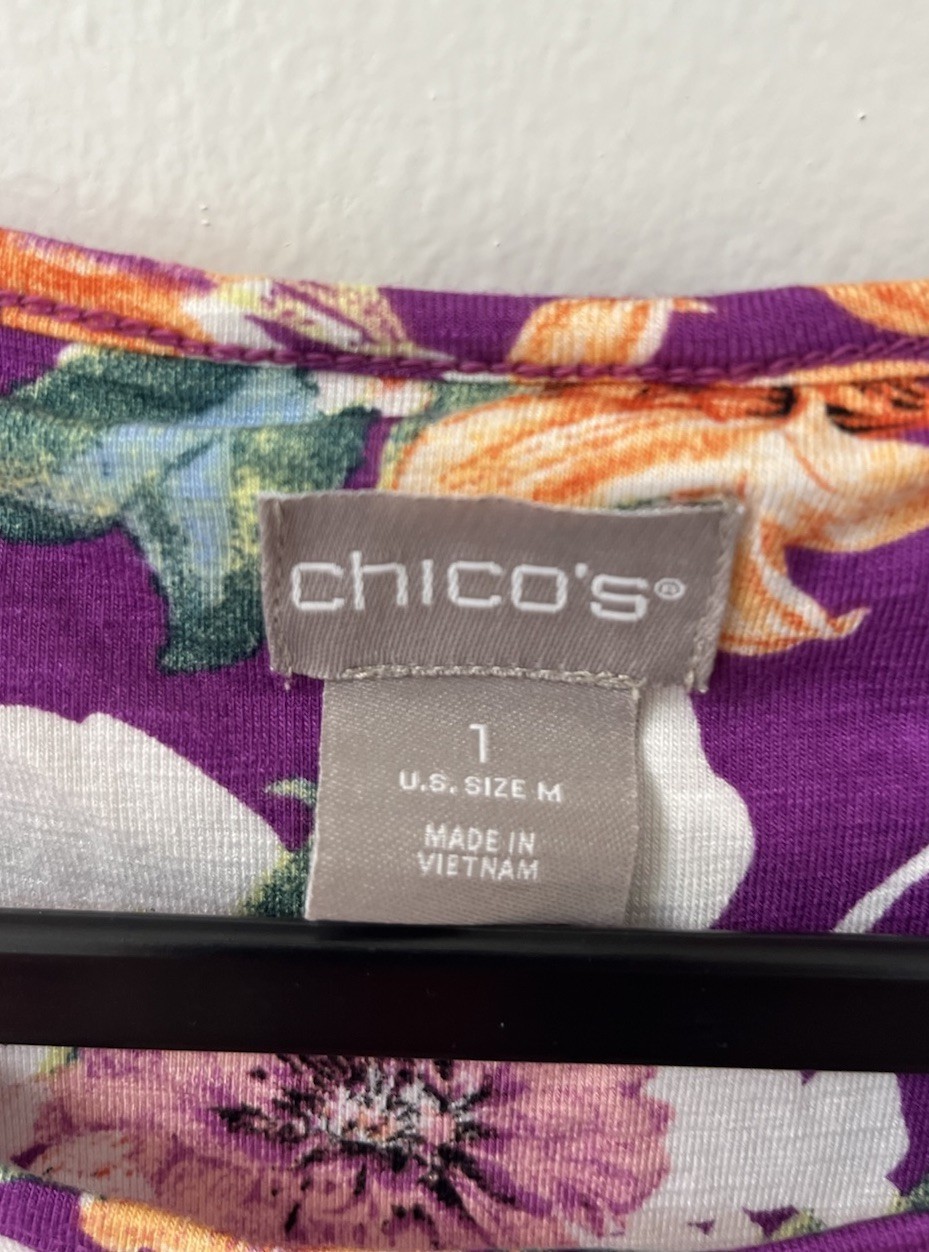 chico's®
1
U.S. SIZE M
MADE IN
VIETNAM